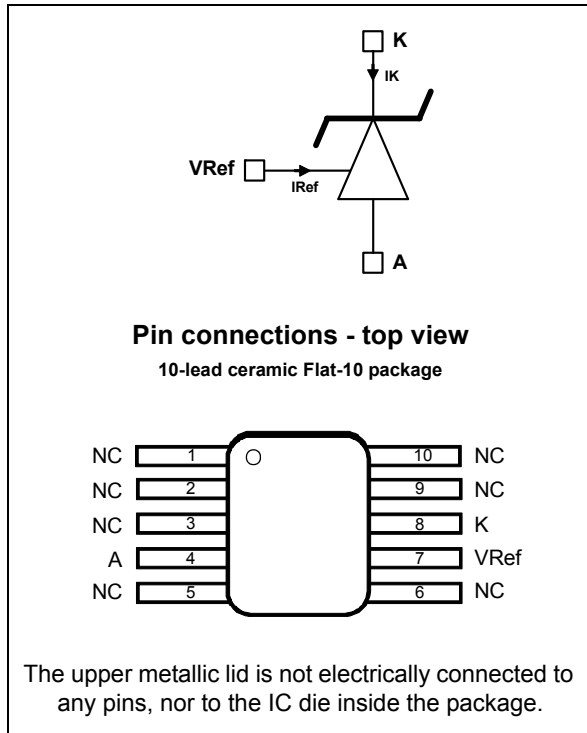 K
IK
VRef
IRef
A
Pin connections - top view
10-lead ceramic Flat-10 package
NC 1 10 NC
NC 2 9 NC
NC 3 8 K
A 4 7 VRef
NC 5 6 NC
The upper metallic lid is not electrically connected to
any pins, nor to the IC die inside the package.